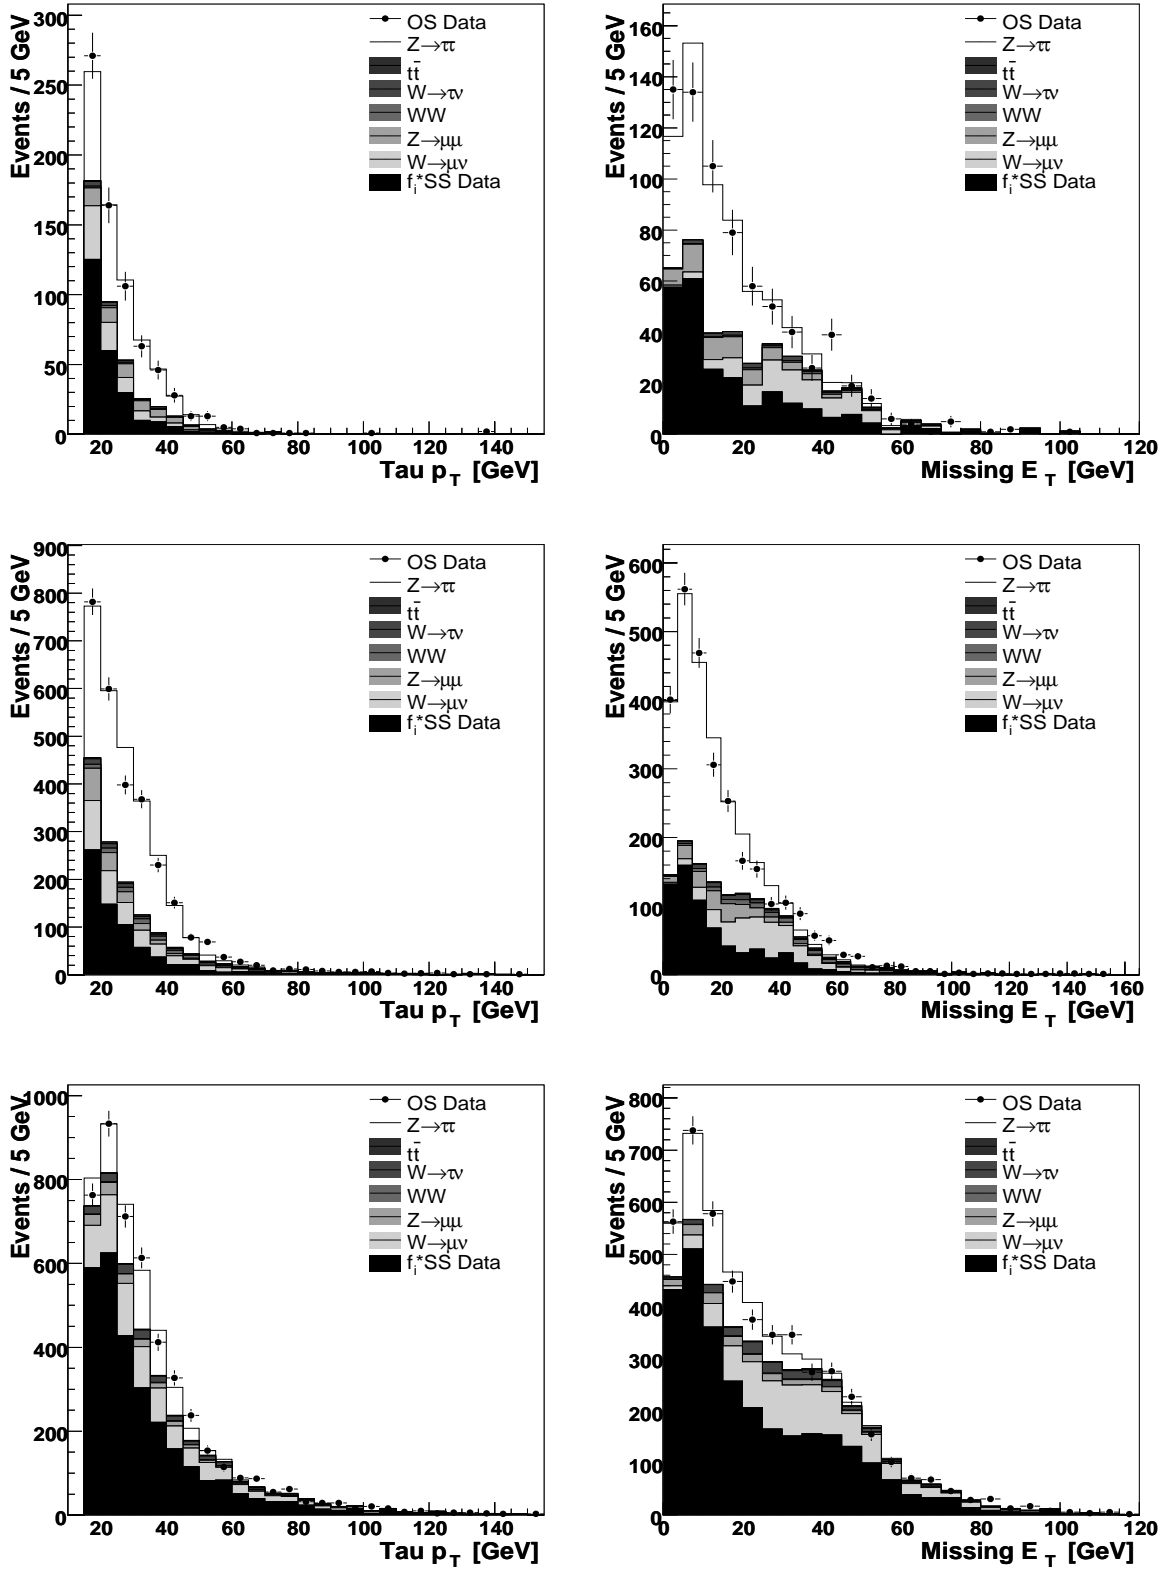 Events / 5 GeV
300
250
200
150
100
50
0
20 40 60 80 100 120 140
Tau p_T [GeV]
OS Data
Z→ττ
tt̄
W→τν
WW
Z→μμ
W→μν
f_i*SS Data
Events / 5 GeV
160
140
120
100
80
60
40
20
0
0 20 40 60 80 100 120
Missing E_T [GeV]
OS Data
Z→ττ
tt̄
W→τν
WW
Z→μμ
W→μν
f_i*SS Data
Events / 5 GeV
900
800
700
600
500
400
300
200
100
0
20 40 60 80 100 120 140
Tau p_T [GeV]
OS Data
Z→ττ
tt̄
W→τν
WW
Z→μμ
W→μν
f_i*SS Data
Events / 5 GeV
600
500
400
300
200
100
0
0 20 40 60 80 100 120 140 160
Missing E_T [GeV]
OS Data
Z→ττ
tt̄
W→τν
WW
Z→μμ
W→μν
f_i*SS Data
Events / 5 GeV
1000
800
600
400
200
0
20 40 60 80 100 120 140
Tau p_T [GeV]
OS Data
Z→ττ
tt̄
W→τν
WW
Z→μμ
W→μν
f_i*SS Data
Events / 5 GeV
800
700
600
500
400
300
200
100
0
0 20 40 60 80 100 120
Missing E_T [GeV]
OS Data
Z→ττ
tt̄
W→τν
WW
Z→μμ
W→μν
f_i*SS Data